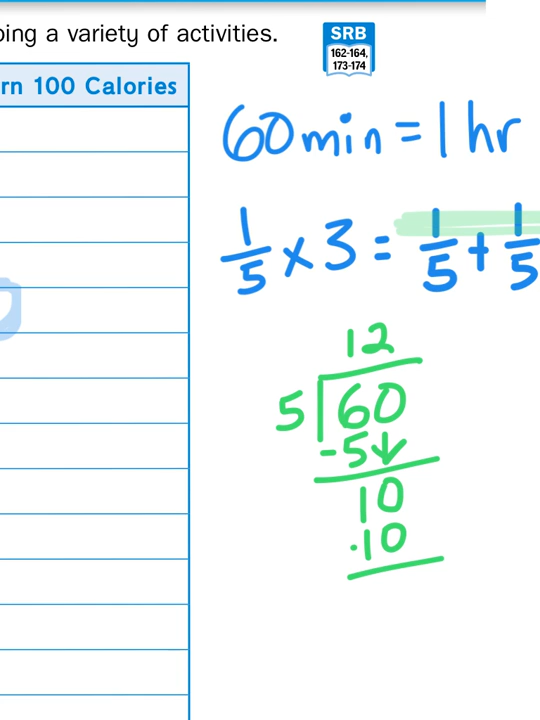 ing a variety of activities.
SRB
162-164,
173-174
rn 100 Calories
60 min = 1 hr
1/5 x 3 = 1/5 + 1/5
12
5 60
-5↓
10
-10